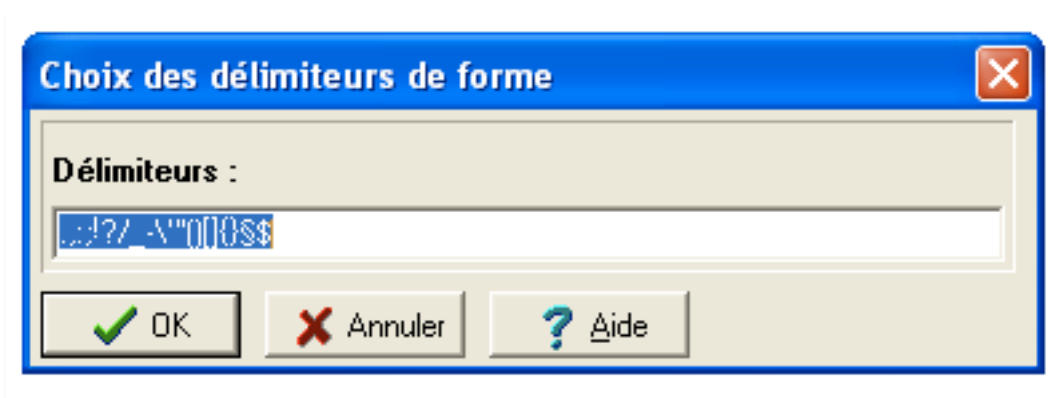 Choix des délimiteurs de forme
Délimiteurs :
.,:;!?/_-\'"()[]{}§$
OK
Annuler
Aide